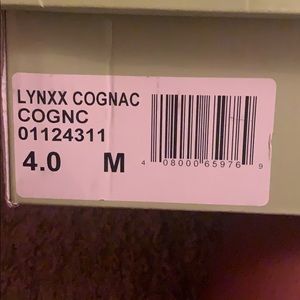 LYNXX COGNAC
COGNC
01124311
4.0 M
4 08000 65976 9